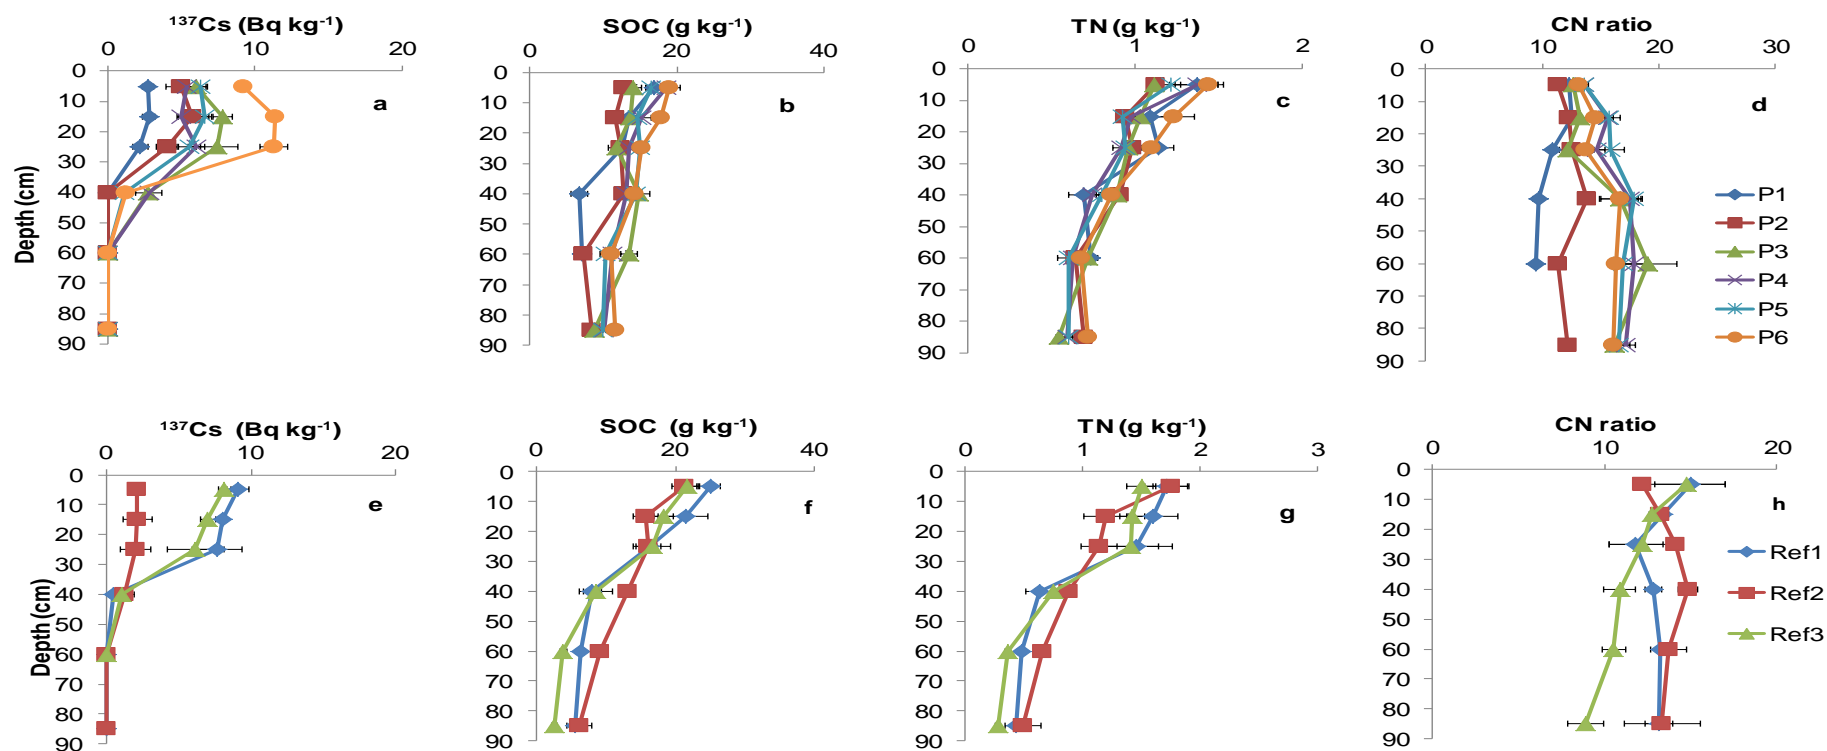 ¹³⁷Cs (Bq kg⁻¹)
0 10 20
0
10
20
30
40
50
60
70
80
90
Depth (cm)
a
SOC (g kg⁻¹)
0 20 40
0
10
20
30
40
50
60
70
80
90
b
TN (g kg⁻¹)
0 1 2
0
10
20
30
40
50
60
70
80
90
c
CN ratio
0 10 20 30
0
10
20
30
40
50
60
70
80
90
d
P1
P2
P3
P4
P5
P6
¹³⁷Cs (Bq kg⁻¹)
0 10 20
0
10
20
30
40
50
60
70
80
90
Depth (cm)
e
SOC (g kg⁻¹)
0 20 40
0
10
20
30
40
50
60
70
80
90
f
TN (g kg⁻¹)
0 1 2 3
0
10
20
30
40
50
60
70
80
90
g
CN ratio
0 10 20
0
10
20
30
40
50
60
70
80
90
h
Ref1
Ref2
Ref3